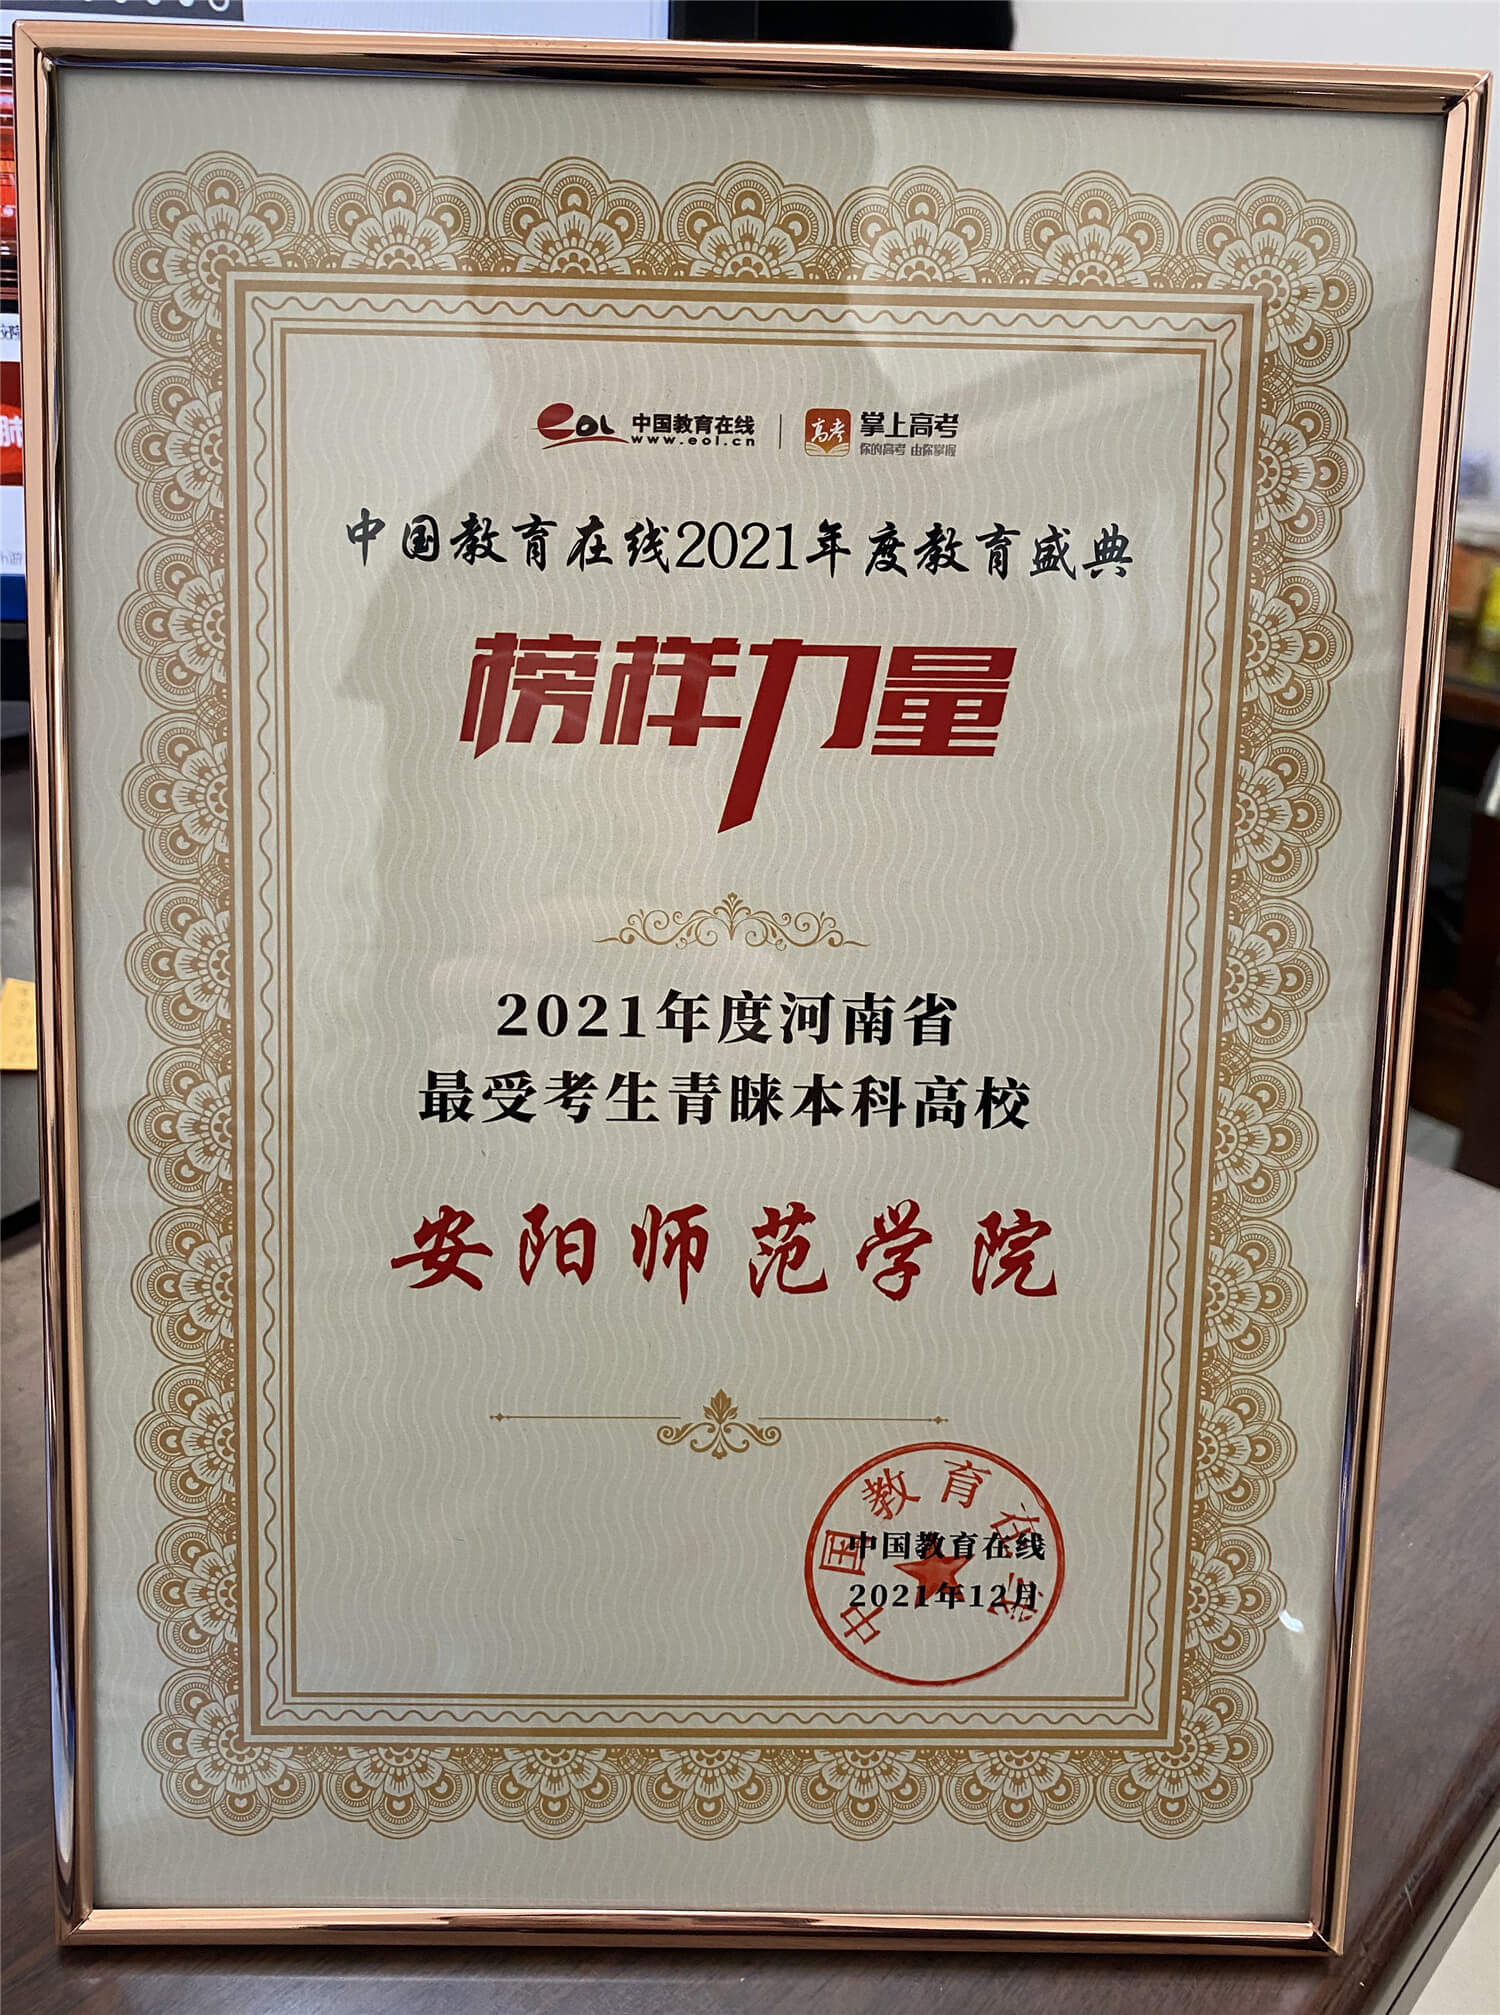 eol 中国教育在线 www.eol.cn
高考 掌上高考
你的高考 由你掌握
中国教育在线2021年度教育盛典
榜样力量
2021年度河南省
最受考生青睐本科高校
安阳师范学院
中国教育在线
中国教育在线
2021年12月